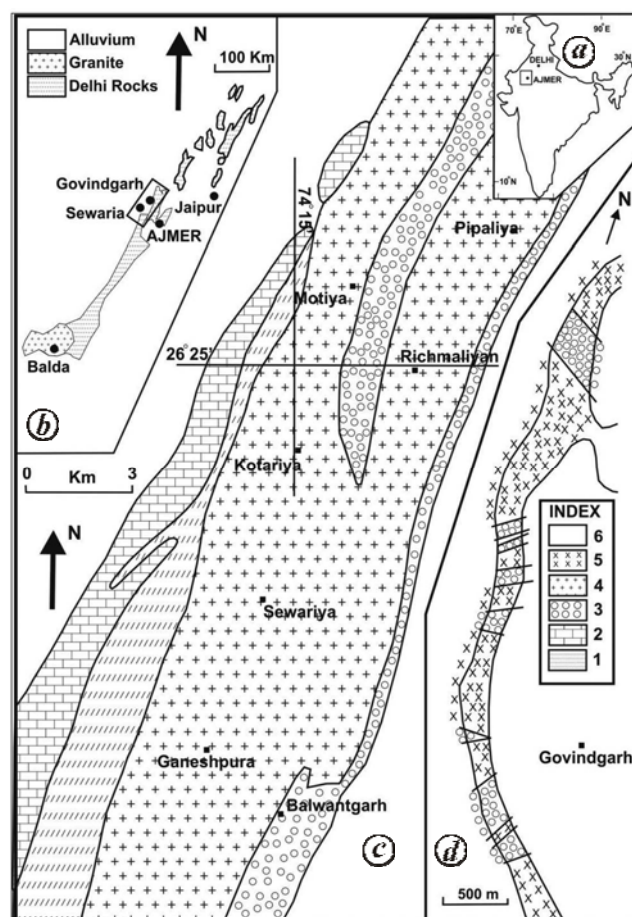 Alluvium
Granite
Delhi Rocks
N
100 Km
Govindgarh
Sewaria
Jaipur
AJMER
Balda
b
70°E
90°E
a
DELHI
30°N
AJMER
10°N
74°15'
Pipaliya
Motiya
26°25'
Richmaliyan
0 Km 3
Kotariya
N
Sewariya
Ganeshpura
Balwantgarh
c
N
INDEX
6
5
4
3
2
1
Govindgarh
d
500 m